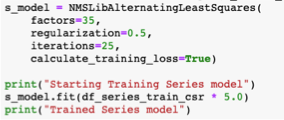 s_model = NMSLibAlternatingLeastSquares(
    factors=35,
    regularization=0.5,
    iterations=25,
    calculate_training_loss=True)

print("Starting Training Series model")
s_model.fit(df_series_train_csr * 5.0)
print("Trained Series model")